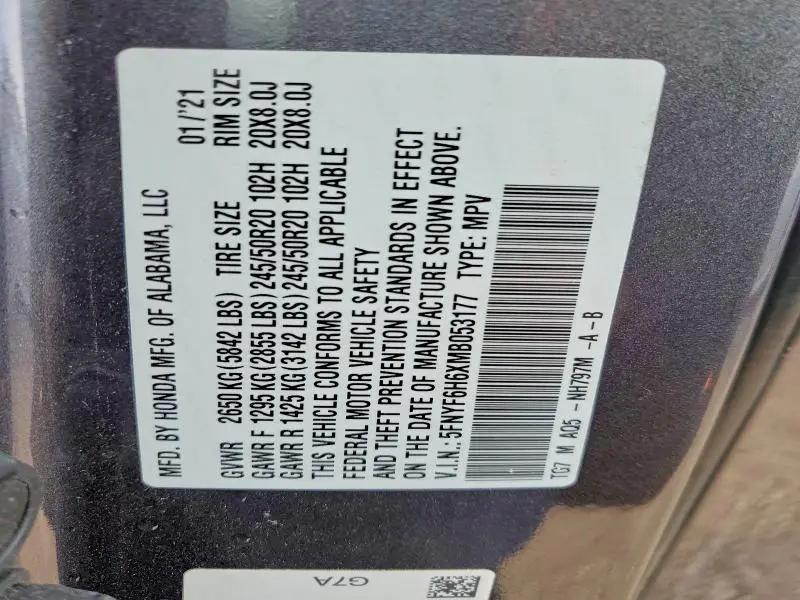 MFD. BY HONDA MFG. OF ALABAMA, LLC 01/'21
GVWR 2650 KG(5842 LBS) TIRE SIZE RIM SIZE
GAWR F 1295 KG(2855 LBS)245/50R20 102H 20X8.0J
GAWR R 1425 KG(3142 LBS)245/50R20 102H 20X8.0J
THIS VEHICLE CONFORMS TO ALL APPLICABLE
FEDERAL MOTOR VEHICLE SAFETY
AND THEFT PREVENTION STANDARDS IN EFFECT
ON THE DATE OF MANUFACTURE SHOWN ABOVE.
V.I.N.: 5FNYF6H6XMB053177 TYPE: MPV
TG7 M AQ5 - NH797M -A -B
G7A